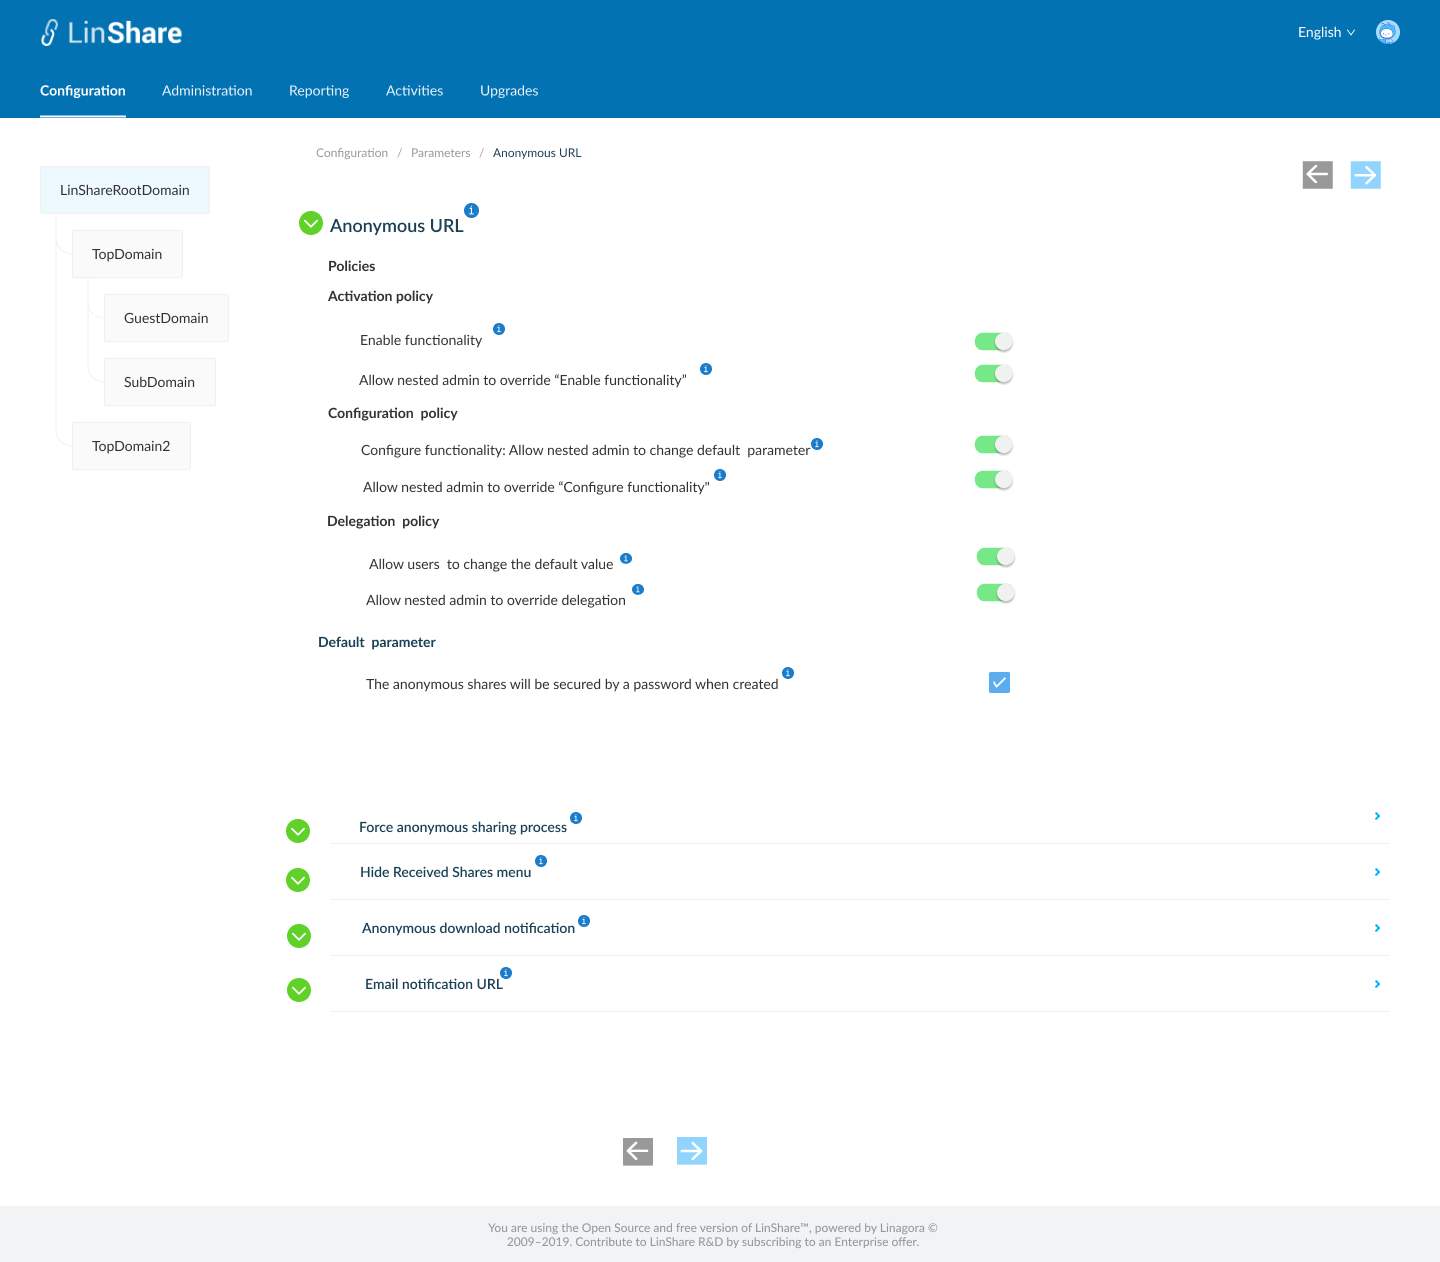 LinShare
English
Configuration Administration Reporting Activities Upgrades
Configuration / Parameters / Anonymous URL
LinShareRootDomain
TopDomain
GuestDomain
SubDomain
TopDomain2
Anonymous URL
Policies
Activation policy
Enable functionality
Allow nested admin to override “Enable functionality”
Configuration policy
Configure functionality: Allow nested admin to change default parameter
Allow nested admin to override “Configure functionality"
Delegation policy
Allow users to change the default value
Allow nested admin to override delegation
Default parameter
The anonymous shares will be secured by a password when created
Force anonymous sharing process
Hide Received Shares menu
Anonymous download notification
Email notification URL
You are using the Open Source and free version of LinShare™, powered by Linagora ©
2009–2019. Contribute to LinShare R&D by subscribing to an Enterprise offer.